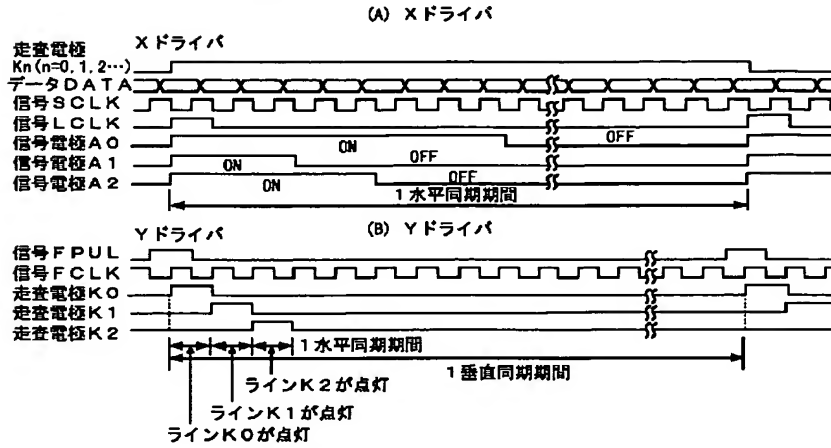 (A) Xドライバ
Xドライバ
走査電極
Kn(n=0,1,2…)
データDATA
信号SCLK
信号LCLK
信号電極A0 ON OFF
信号電極A1 ON OFF
信号電極A2 ON OFF
1水平同期期間
Yドライバ (B) Yドライバ
信号FPUL
信号FCLK
走査電極K0
走査電極K1
走査電極K2
1水平同期期間
1垂直同期期間
ラインK2が点灯
ラインK1が点灯
ラインK0が点灯